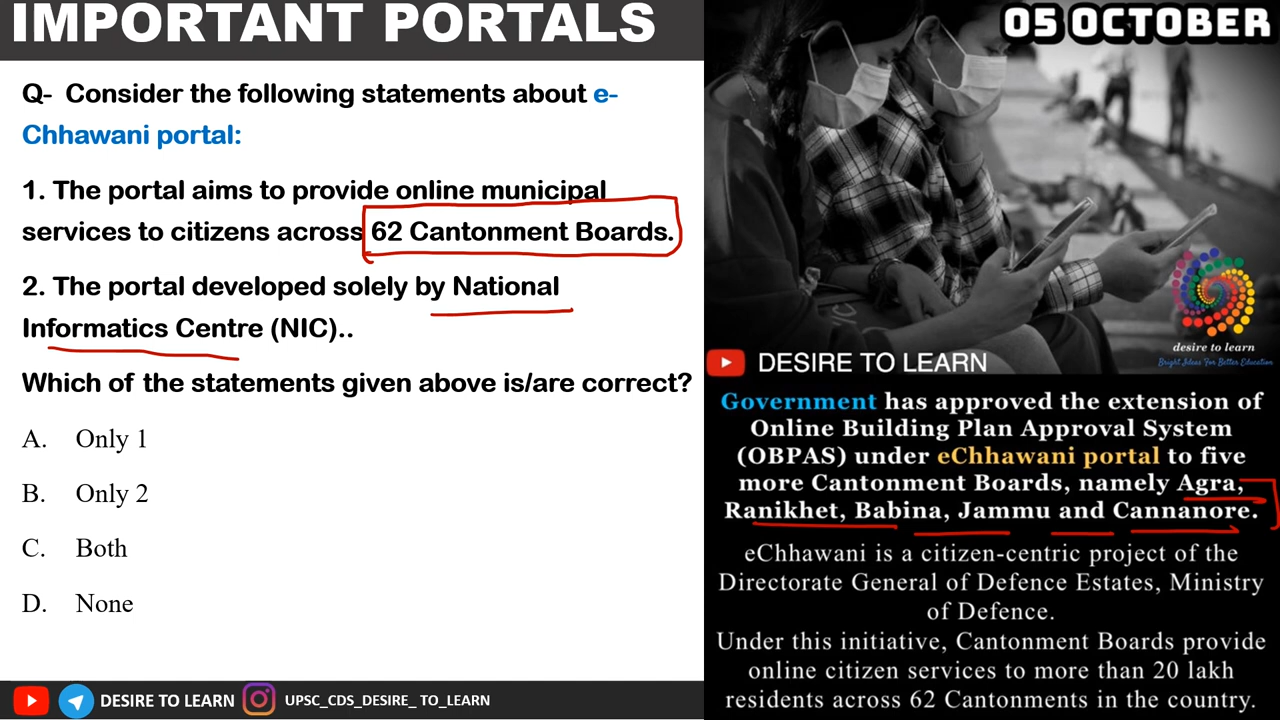 IMPORTANT PORTALS
Q- Consider the following statements about e-
Chhawani portal:
1. The portal aims to provide online municipal
services to citizens across 62 Cantonment Boards.
2. The portal developed solely by National
Informatics Centre (NIC)..
Which of the statements given above is/are correct?
A. Only 1
B. Only 2
C. Both
D. None
DESIRE TO LEARN
UPSC_CDS_DESIRE_ TO_LEARN
05 OCTOBER
desire to learn
Bright Ideas For Better Education
DESIRE TO LEARN
Government has approved the extension of
Online Building Plan Approval System
(OBPAS) under eChhawani portal to five
more Cantonment Boards, namely Agra,
Ranikhet, Babina, Jammu and Cannanore.
eChhawani is a citizen-centric project of the
Directorate General of Defence Estates, Ministry
of Defence.
Under this initiative, Cantonment Boards provide
online citizen services to more than 20 lakh
residents across 62 Cantonments in the country.